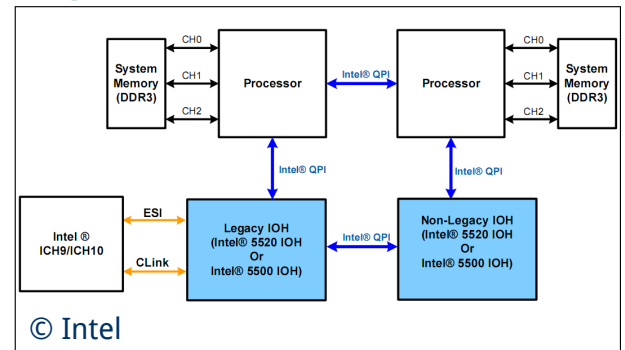 CH0
CH1
CH2
System
Memory
(DDR3)
Processor
Intel® QPI
Processor
CH0
CH1
CH2
System
Memory
(DDR3)
Intel® QPI
Intel® QPI
Intel ®
ICH9/ICH10
ESI
CLink
Legacy IOH
(Intel® 5520 IOH
Or
Intel® 5500 IOH)
Intel® QPI
Non-Legacy IOH
(Intel® 5520 IOH
Or
Intel® 5500 IOH)
© Intel